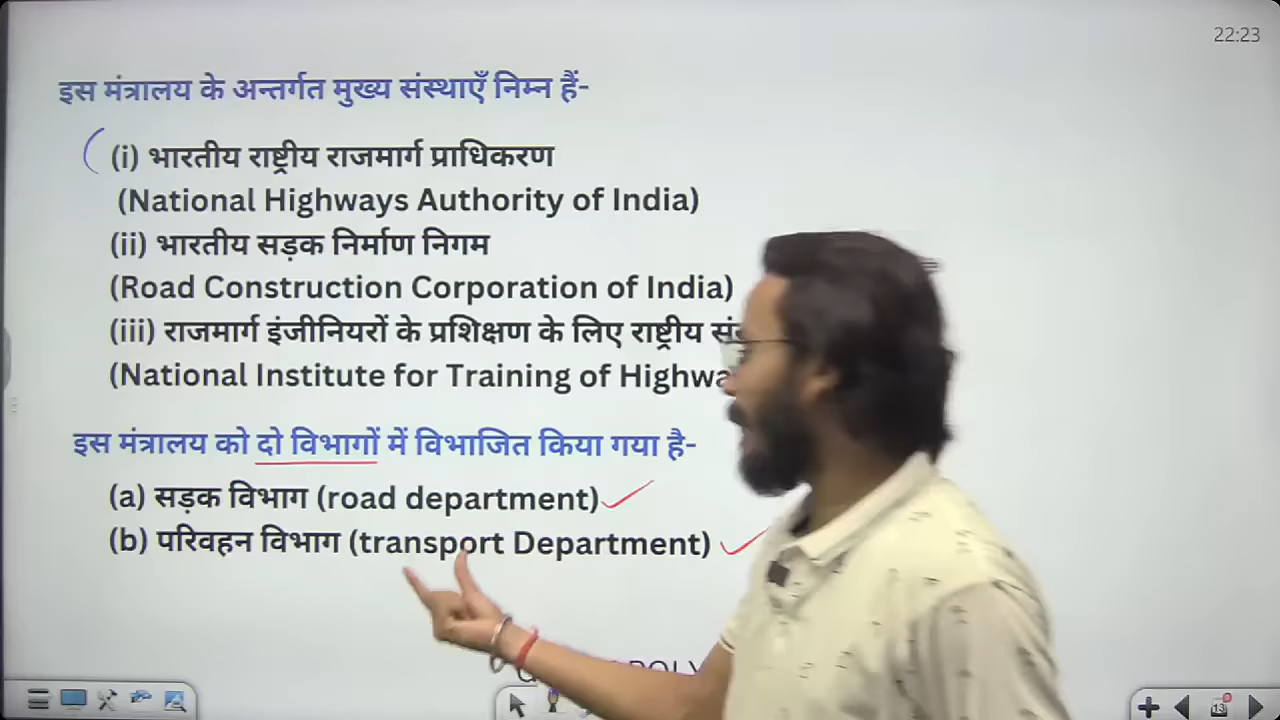 22:23
इस मंत्रालय के अन्तर्गत मुख्य संस्थाएँ निम्न हैं-
(i) भारतीय राष्ट्रीय राजमार्ग प्राधिकरण
(National Highways Authority of India)
(ii) भारतीय सड़क निर्माण निगम
(Road Construction Corporation of India)
(iii) राजमार्ग इंजीनियरों के प्रशिक्षण के लिए राष्ट्रीय
(National Institute for Training of
इस मंत्रालय को दो विभागों में विभाजित किया गया है-
(a) सड़क विभाग (road department)
(b) परिवहन विभाग (transport Department)
13